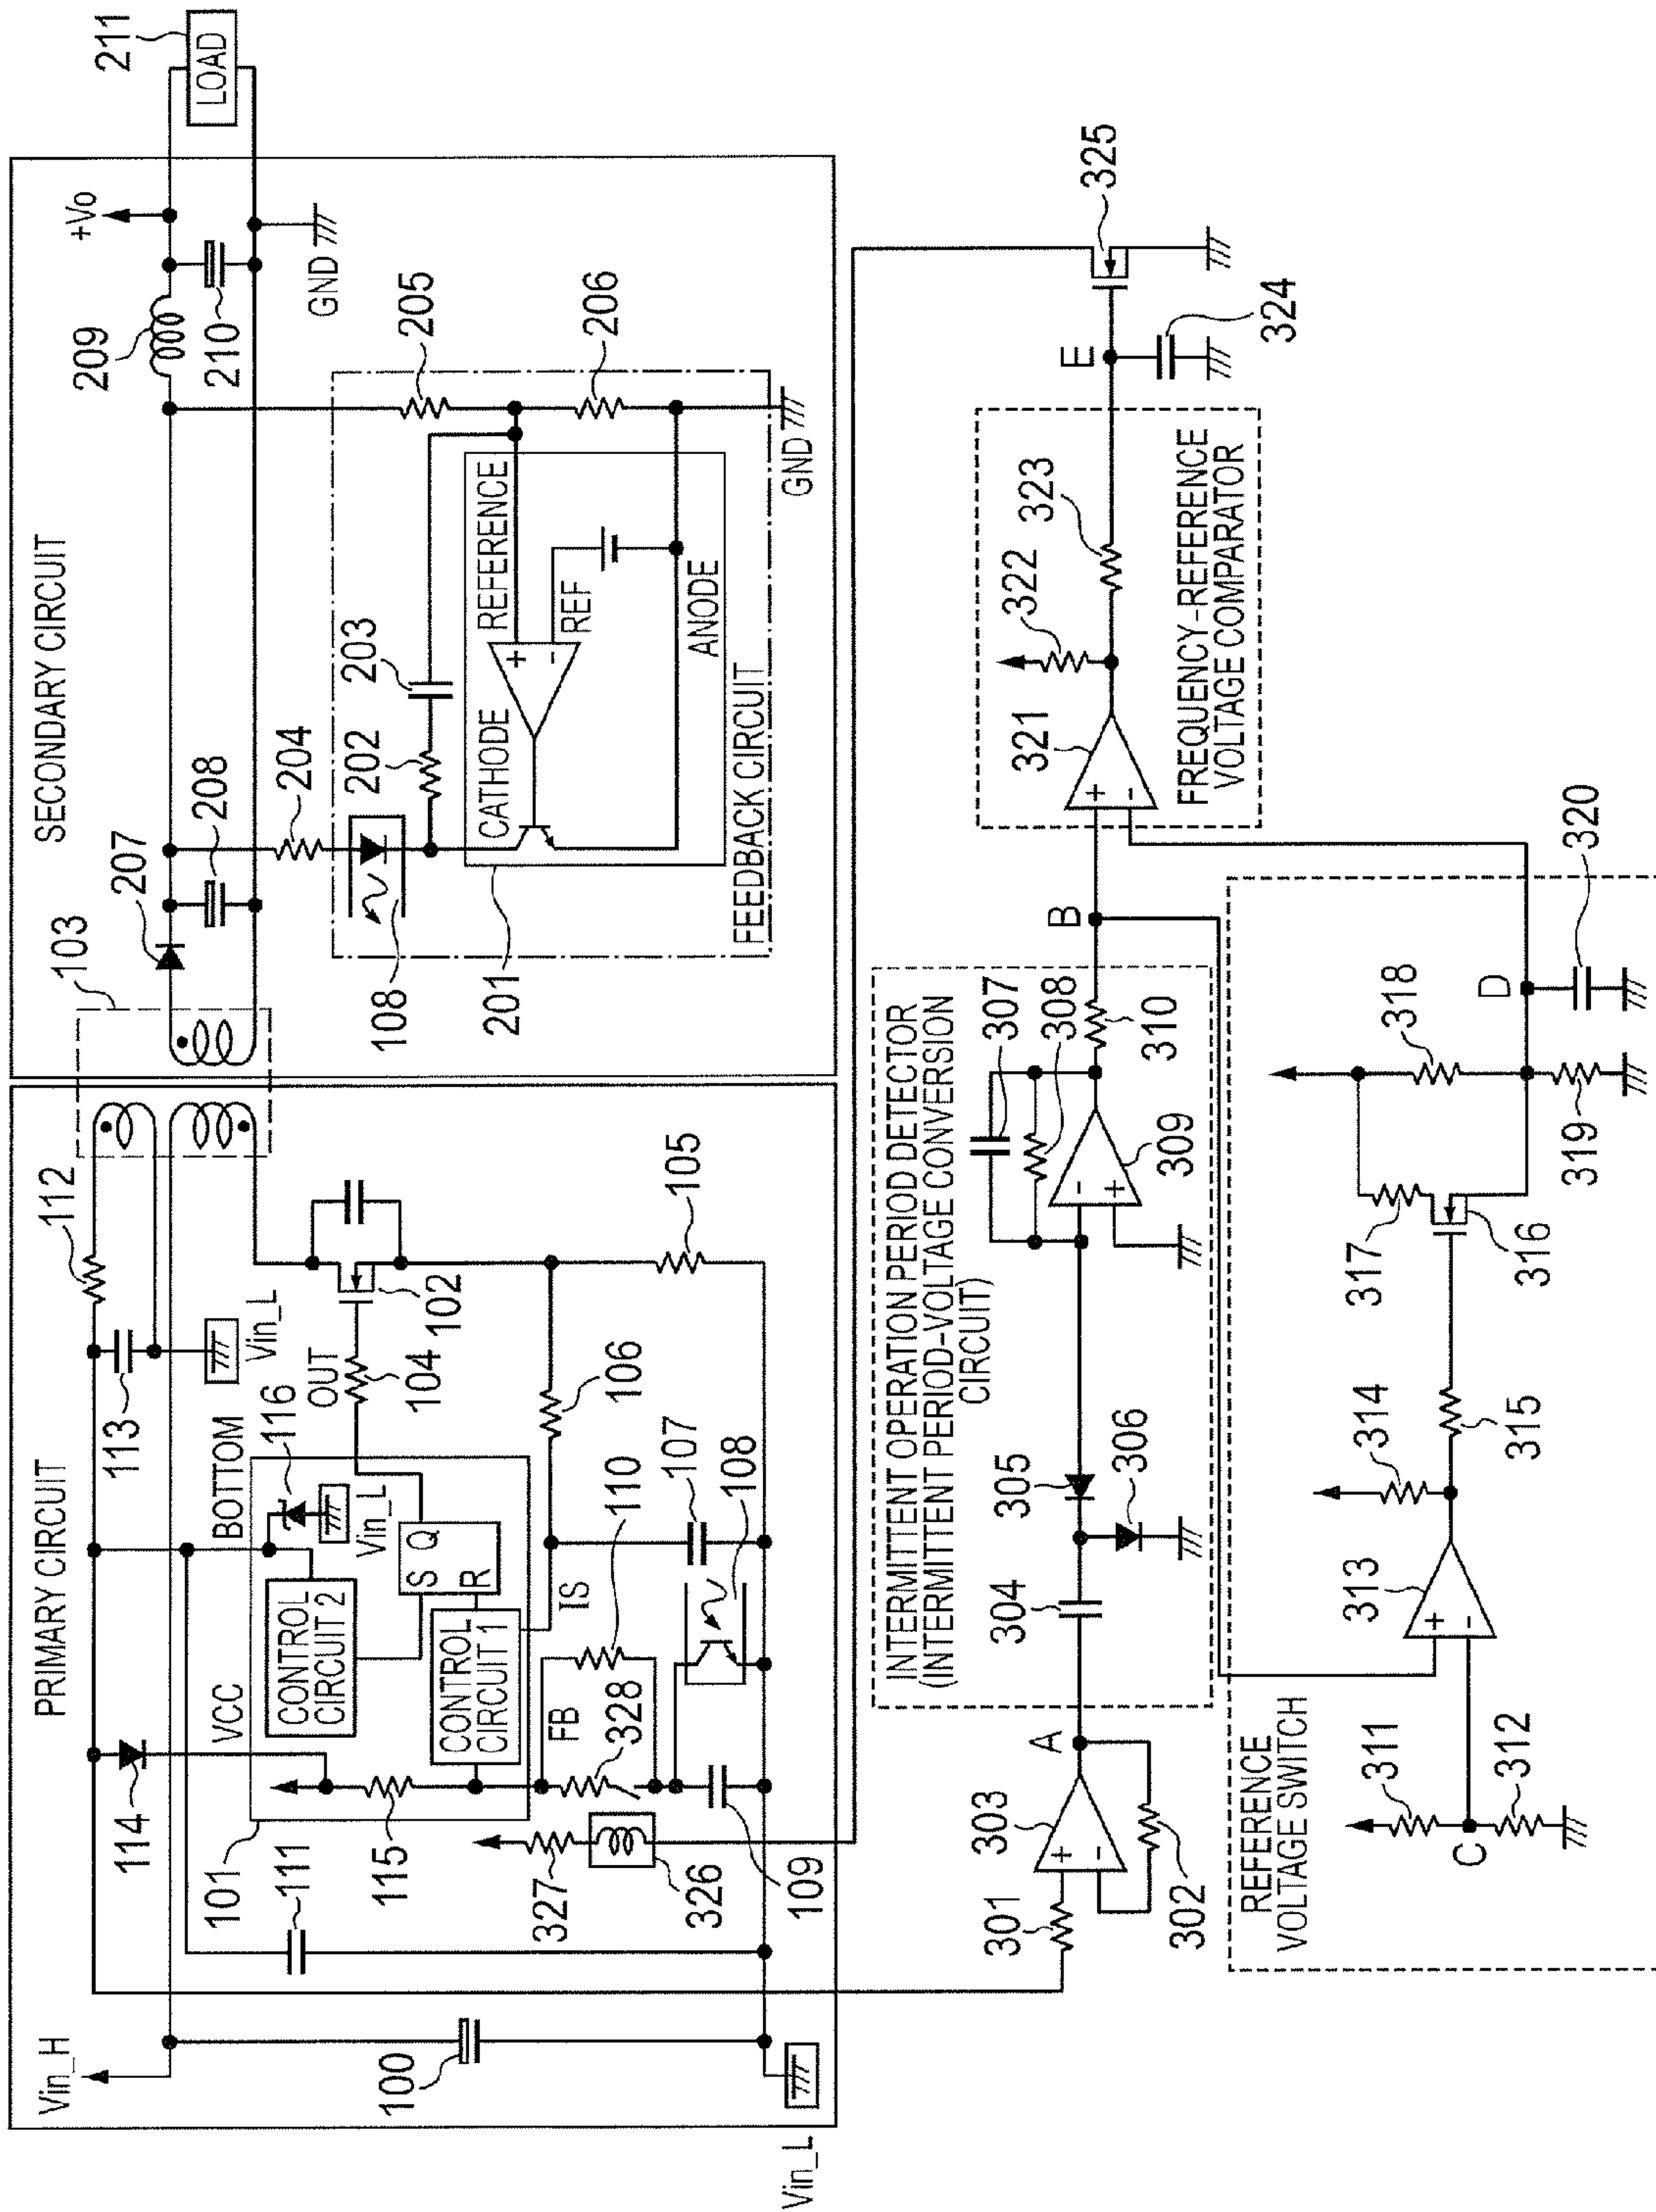 PRIMARY CIRCUIT
SECONDARY CIRCUIT
Vin_H
100
Vin_L
111
101
114
VCC
CONTROL
CIRCUIT 2
CONTROL
CIRCUIT 1
S Q
R
BOTTOM
116
Vin_L
113
Vin_L
112
103
OUT
104
102
105
106
IS
107
110
108
FB
328
115
327
326
109
207
208
209
210
+Vo
GND
211
LOAD
204
205
206
202
203
108
201
CATHODE
REFERENCE
+
-
REF
ANODE
FEEDBACK CIRCUIT
GND
301
302
303
+
-
A
INTERMITTENT OPERATION PERIOD DETECTOR
(INTERMITTENT PERIOD-VOLTAGE CONVERSION
CIRCUIT)
304
305
306
307
308
309
-
+
310
B
321
+
-
322
323
FREQUENCY-REFERENCE
VOLTAGE COMPARATOR
E
324
325
REFERENCE
VOLTAGE SWITCH
311
C
312
313
+
-
314
315
316
317
318
319
D
320